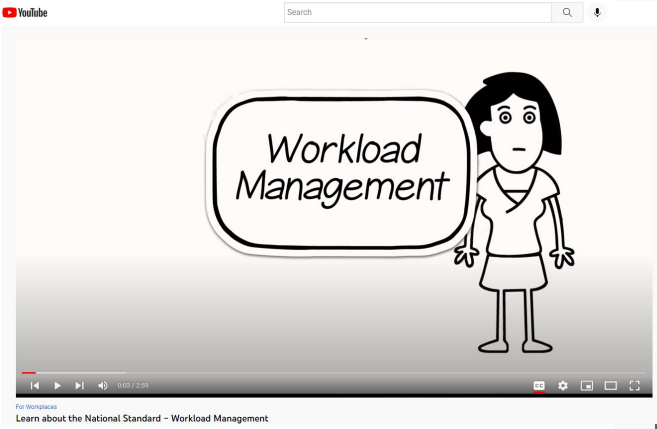 YouTube
Search
Workload
Management
0:03 / 2:59
CC
For Workplaces
Learn about the National Standard – Workload Management